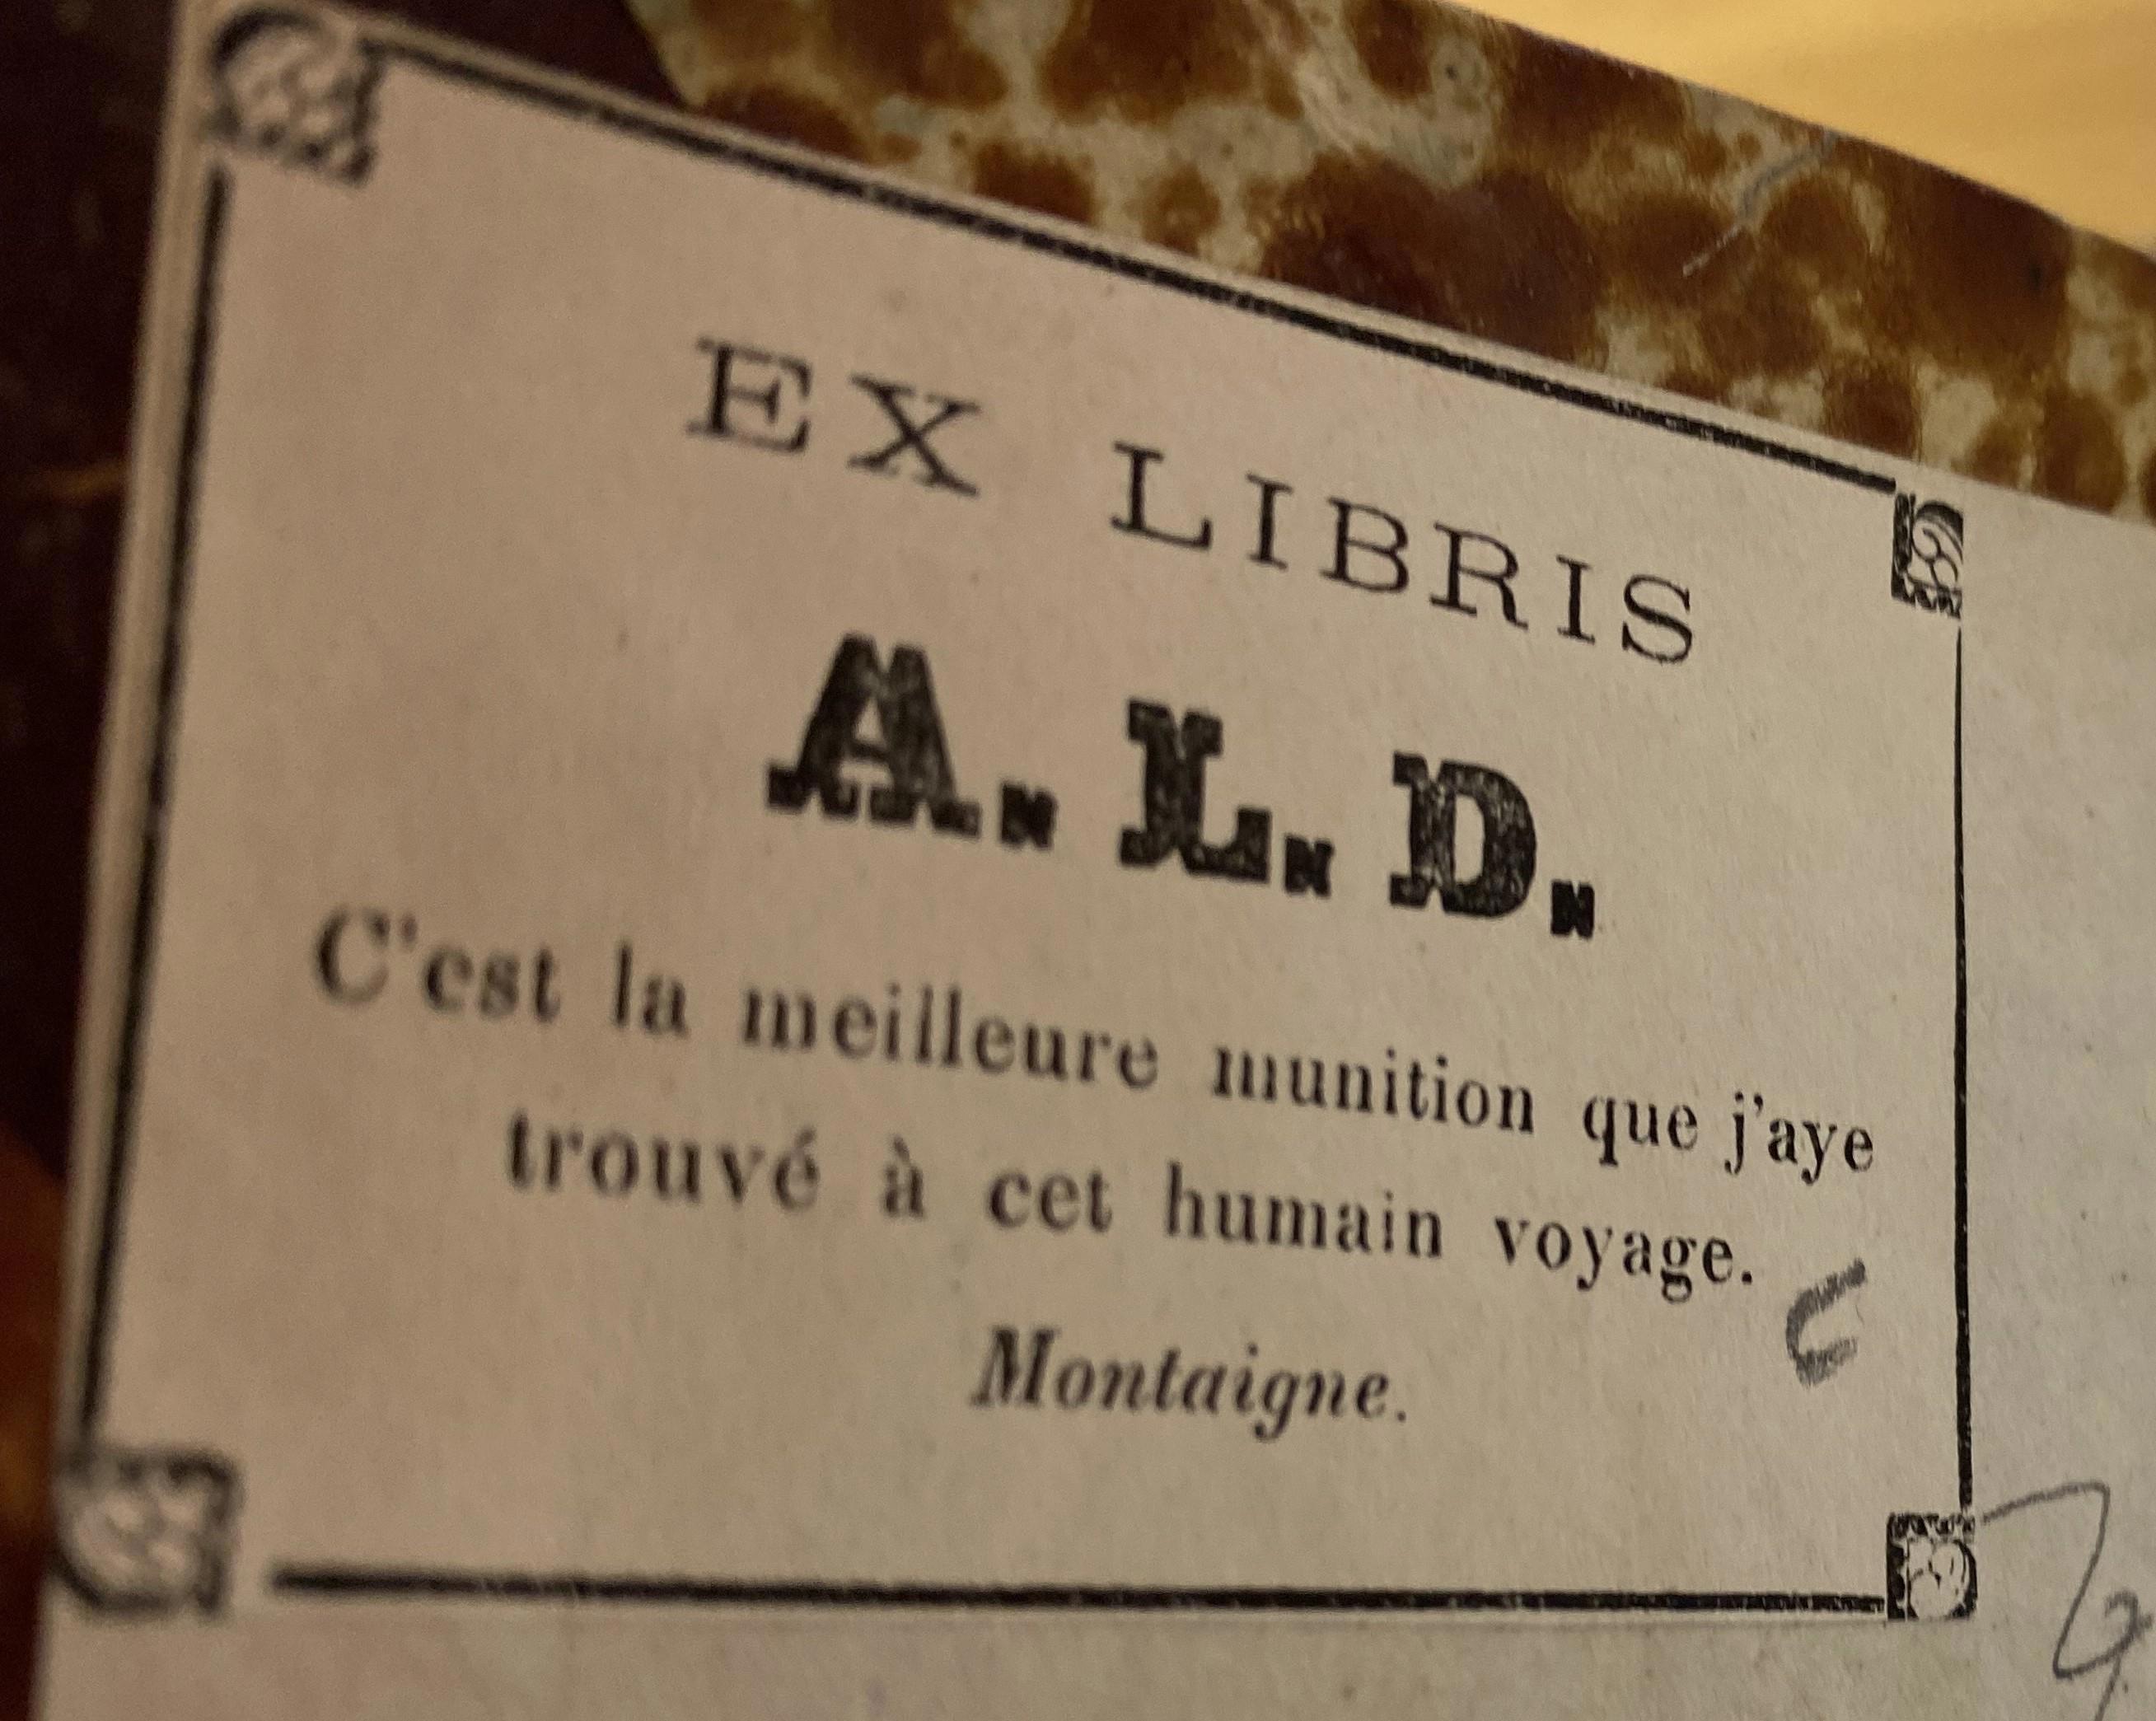 EX LIBRIS
A. L. D.
C'est la meilleure munition que j'aye
trouvé à cet humain voyage.
Montaigne.